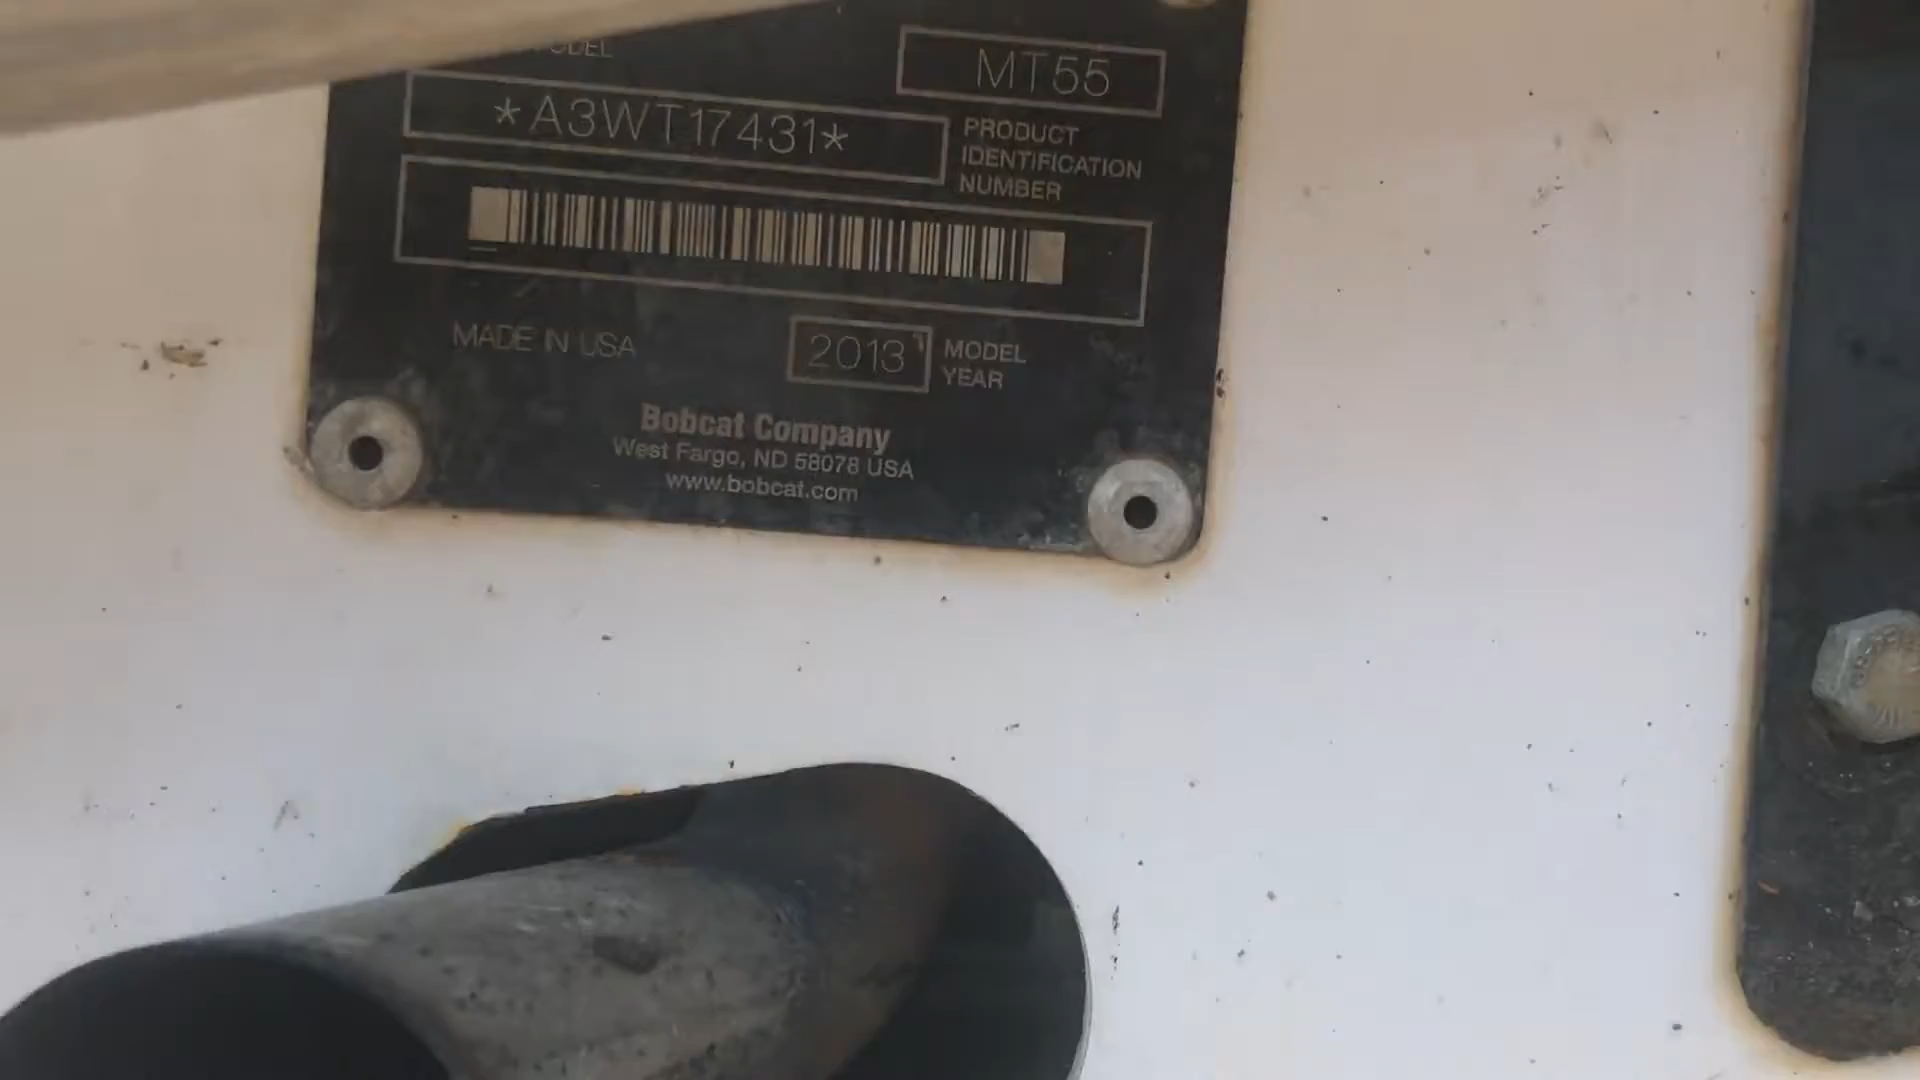 MODEL
MT55
*A3WT17431*
PRODUCT
IDENTIFICATION
NUMBER
MADE IN USA
2013
MODEL
YEAR
Bobcat Company
West Fargo, ND 58078 USA
www.bobcat.com